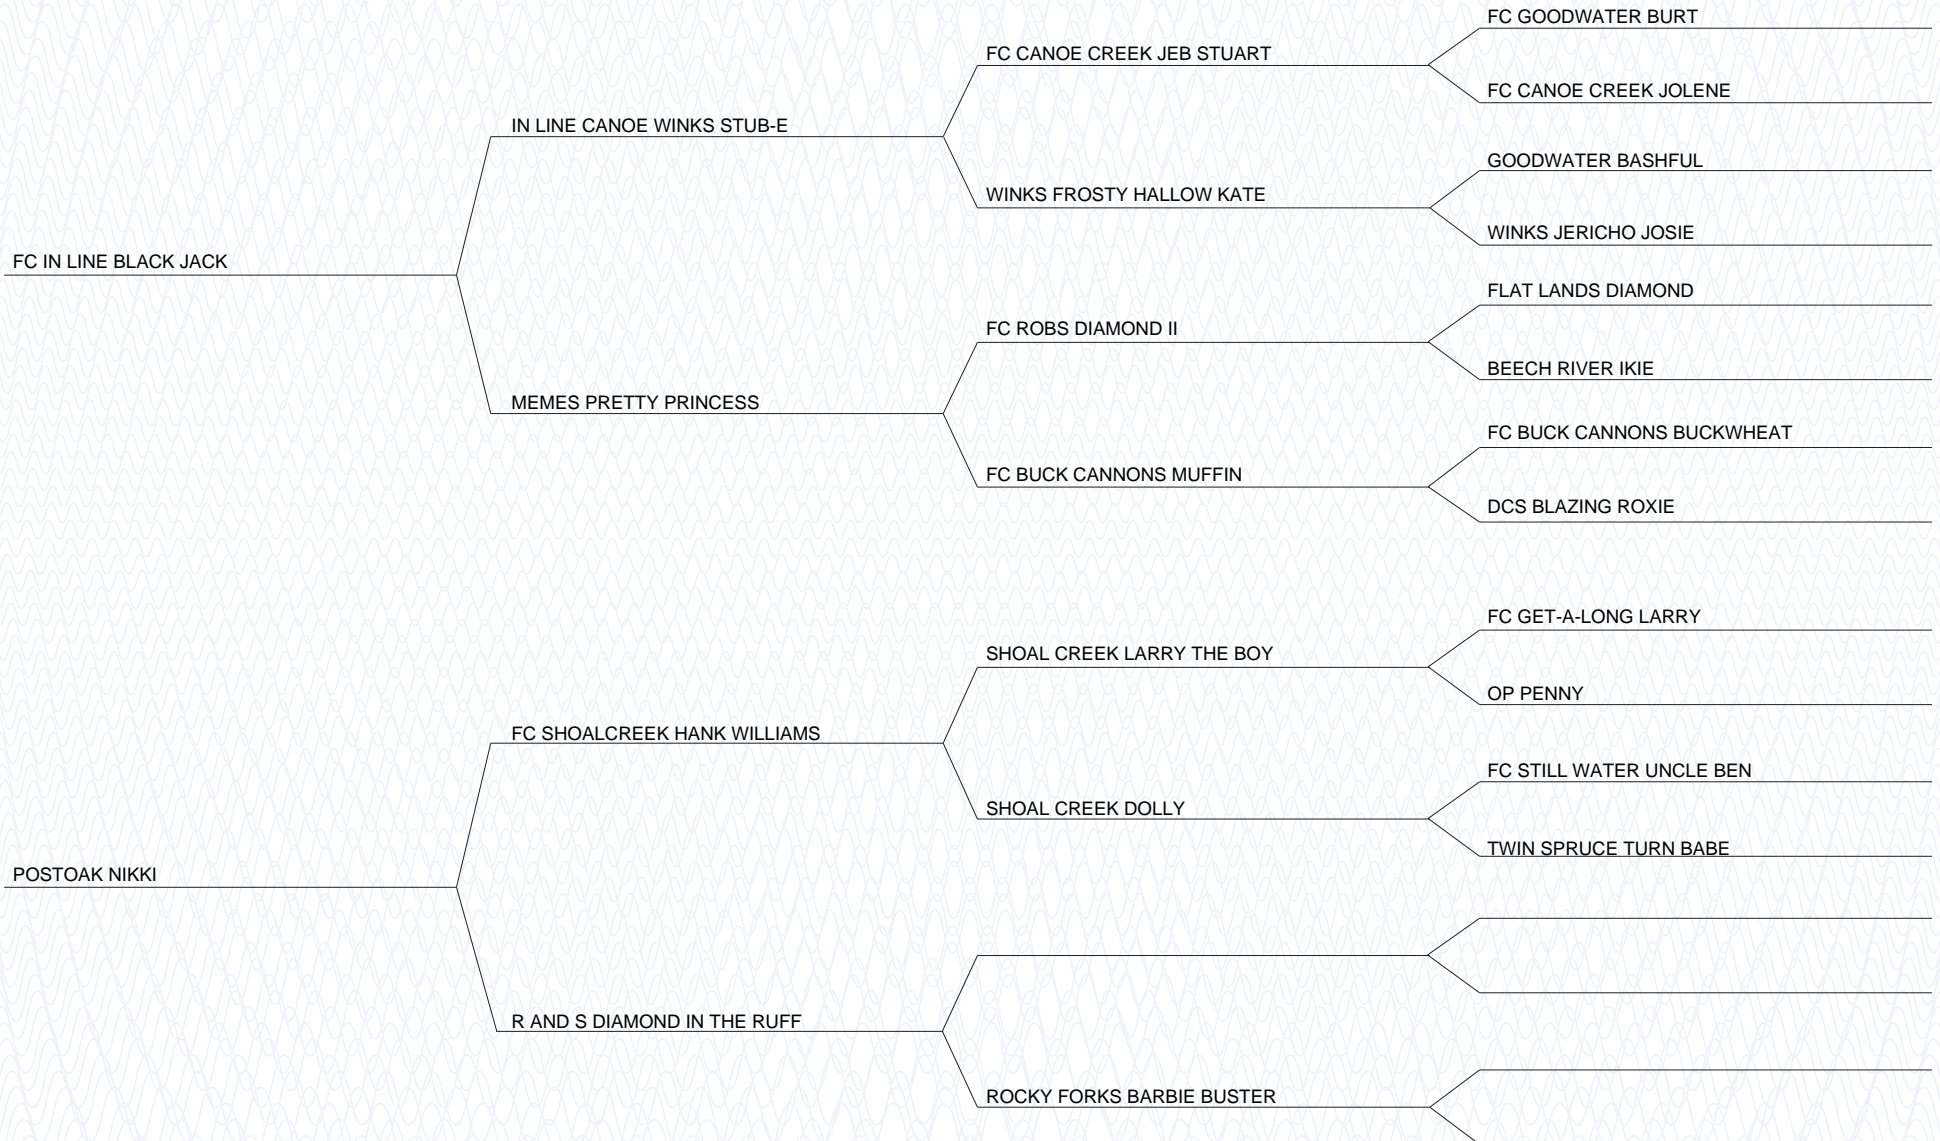 FC GOODWATER BURT
FC CANOE CREEK JEB STUART
FC CANOE CREEK JOLENE
IN LINE CANOE WINKS STUB-E
GOODWATER BASHFUL
WINKS FROSTY HALLOW KATE
WINKS JERICHO JOSIE
FC IN LINE BLACK JACK
FLAT LANDS DIAMOND
FC ROBS DIAMOND II
BEECH RIVER IKIE
MEMES PRETTY PRINCESS
FC BUCK CANNONS BUCKWHEAT
FC BUCK CANNONS MUFFIN
DCS BLAZING ROXIE
FC GET-A-LONG LARRY
SHOAL CREEK LARRY THE BOY
OP PENNY
FC SHOALCREEK HANK WILLIAMS
FC STILL WATER UNCLE BEN
SHOAL CREEK DOLLY
TWIN SPRUCE TURN BABE
POSTOAK NIKKI
R AND S DIAMOND IN THE RUFF
ROCKY FORKS BARBIE BUSTER